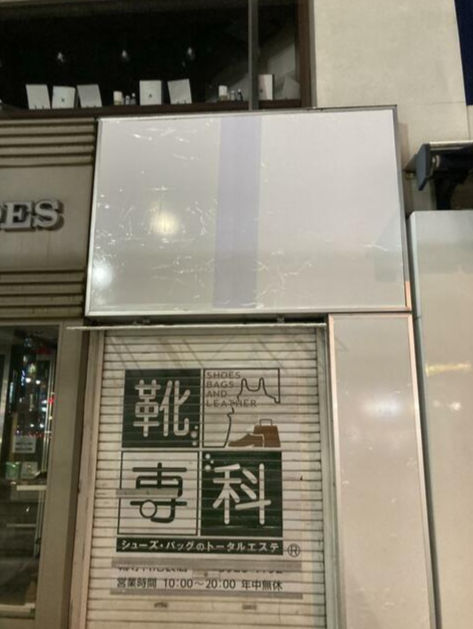 DES
靴
SHOES
BAGS
AND
LEATHER
専科
シューズ・バッグのトータルエステ ®
営業時間 10:00〜20:00 年中無休